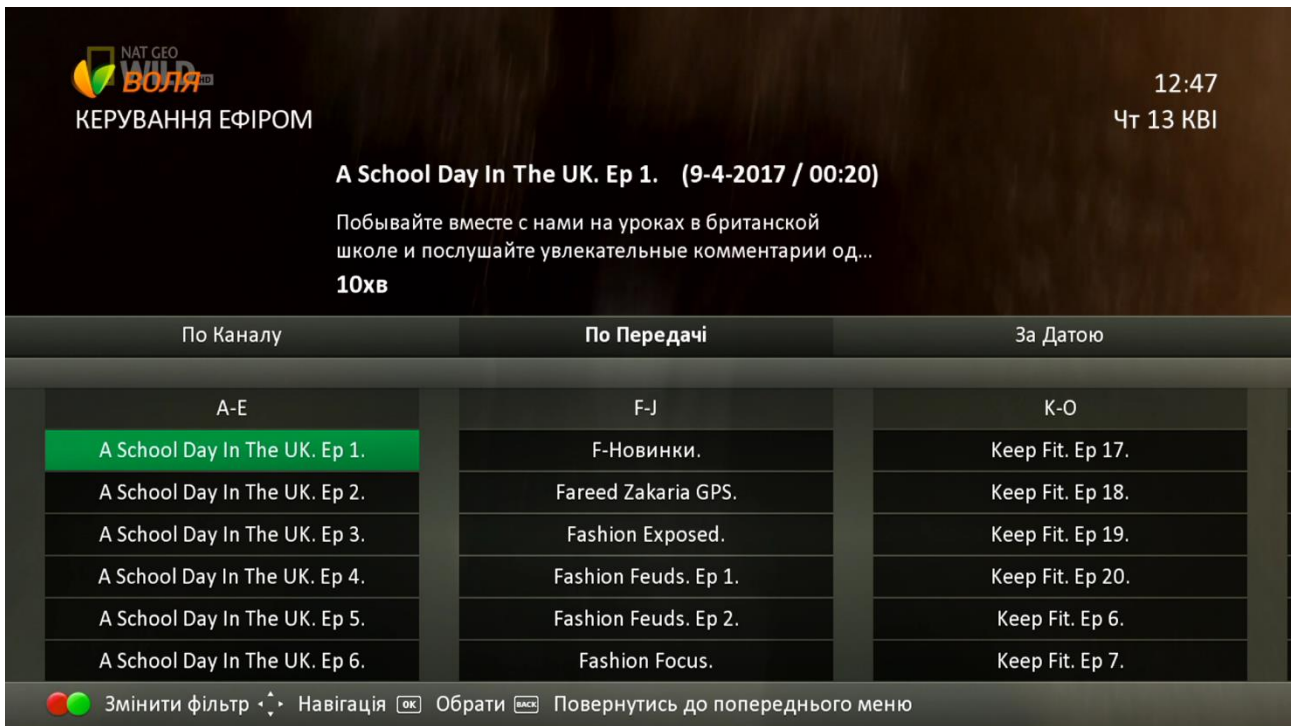 NAT GEO
WILD HD
ВОЛЯ
12:47
КЕРУВАННЯ ЕФІРОМ
Чт 13 КВІ
A School Day In The UK. Ep 1. (9-4-2017 / 00:20)
Побывайте вместе с нами на уроках в британской
школе и послушайте увлекательные комментарии од...
10хв
По Каналу По Передачі За Датою
A-E F-J K-O
A School Day In The UK. Ep 1. F-Новинки. Keep Fit. Ep 17.
A School Day In The UK. Ep 2. Fareed Zakaria GPS. Keep Fit. Ep 18.
A School Day In The UK. Ep 3. Fashion Exposed. Keep Fit. Ep 19.
A School Day In The UK. Ep 4. Fashion Feuds. Ep 1. Keep Fit. Ep 20.
A School Day In The UK. Ep 5. Fashion Feuds. Ep 2. Keep Fit. Ep 6.
A School Day In The UK. Ep 6. Fashion Focus. Keep Fit. Ep 7.
Змінити фільтр Навігація OK Обрати BACK Повернутись до попереднього меню